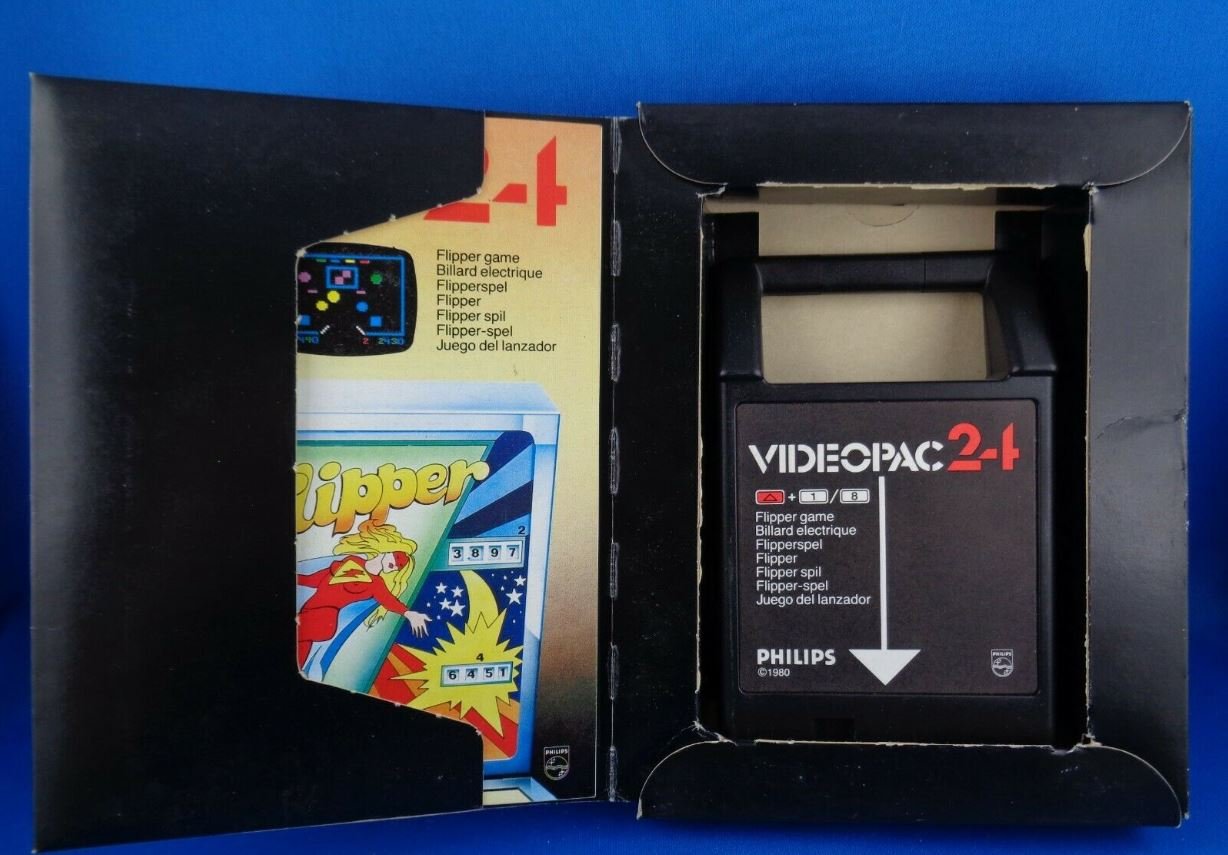 24
Flipper game
Billard electrique
Flipperspel
Flipper
Flipper spil
Flipper-spel
Juego del lanzador
2 2430
lipper
2
3897
4
6451
PHILIPS
VIDEOPAC 24
+ 1 / 8
Flipper game
Billard electrique
Flipperspel
Flipper
Flipper spil
Flipper-spel
Juego del lanzador
PHILIPS
©1980
PHILIPS